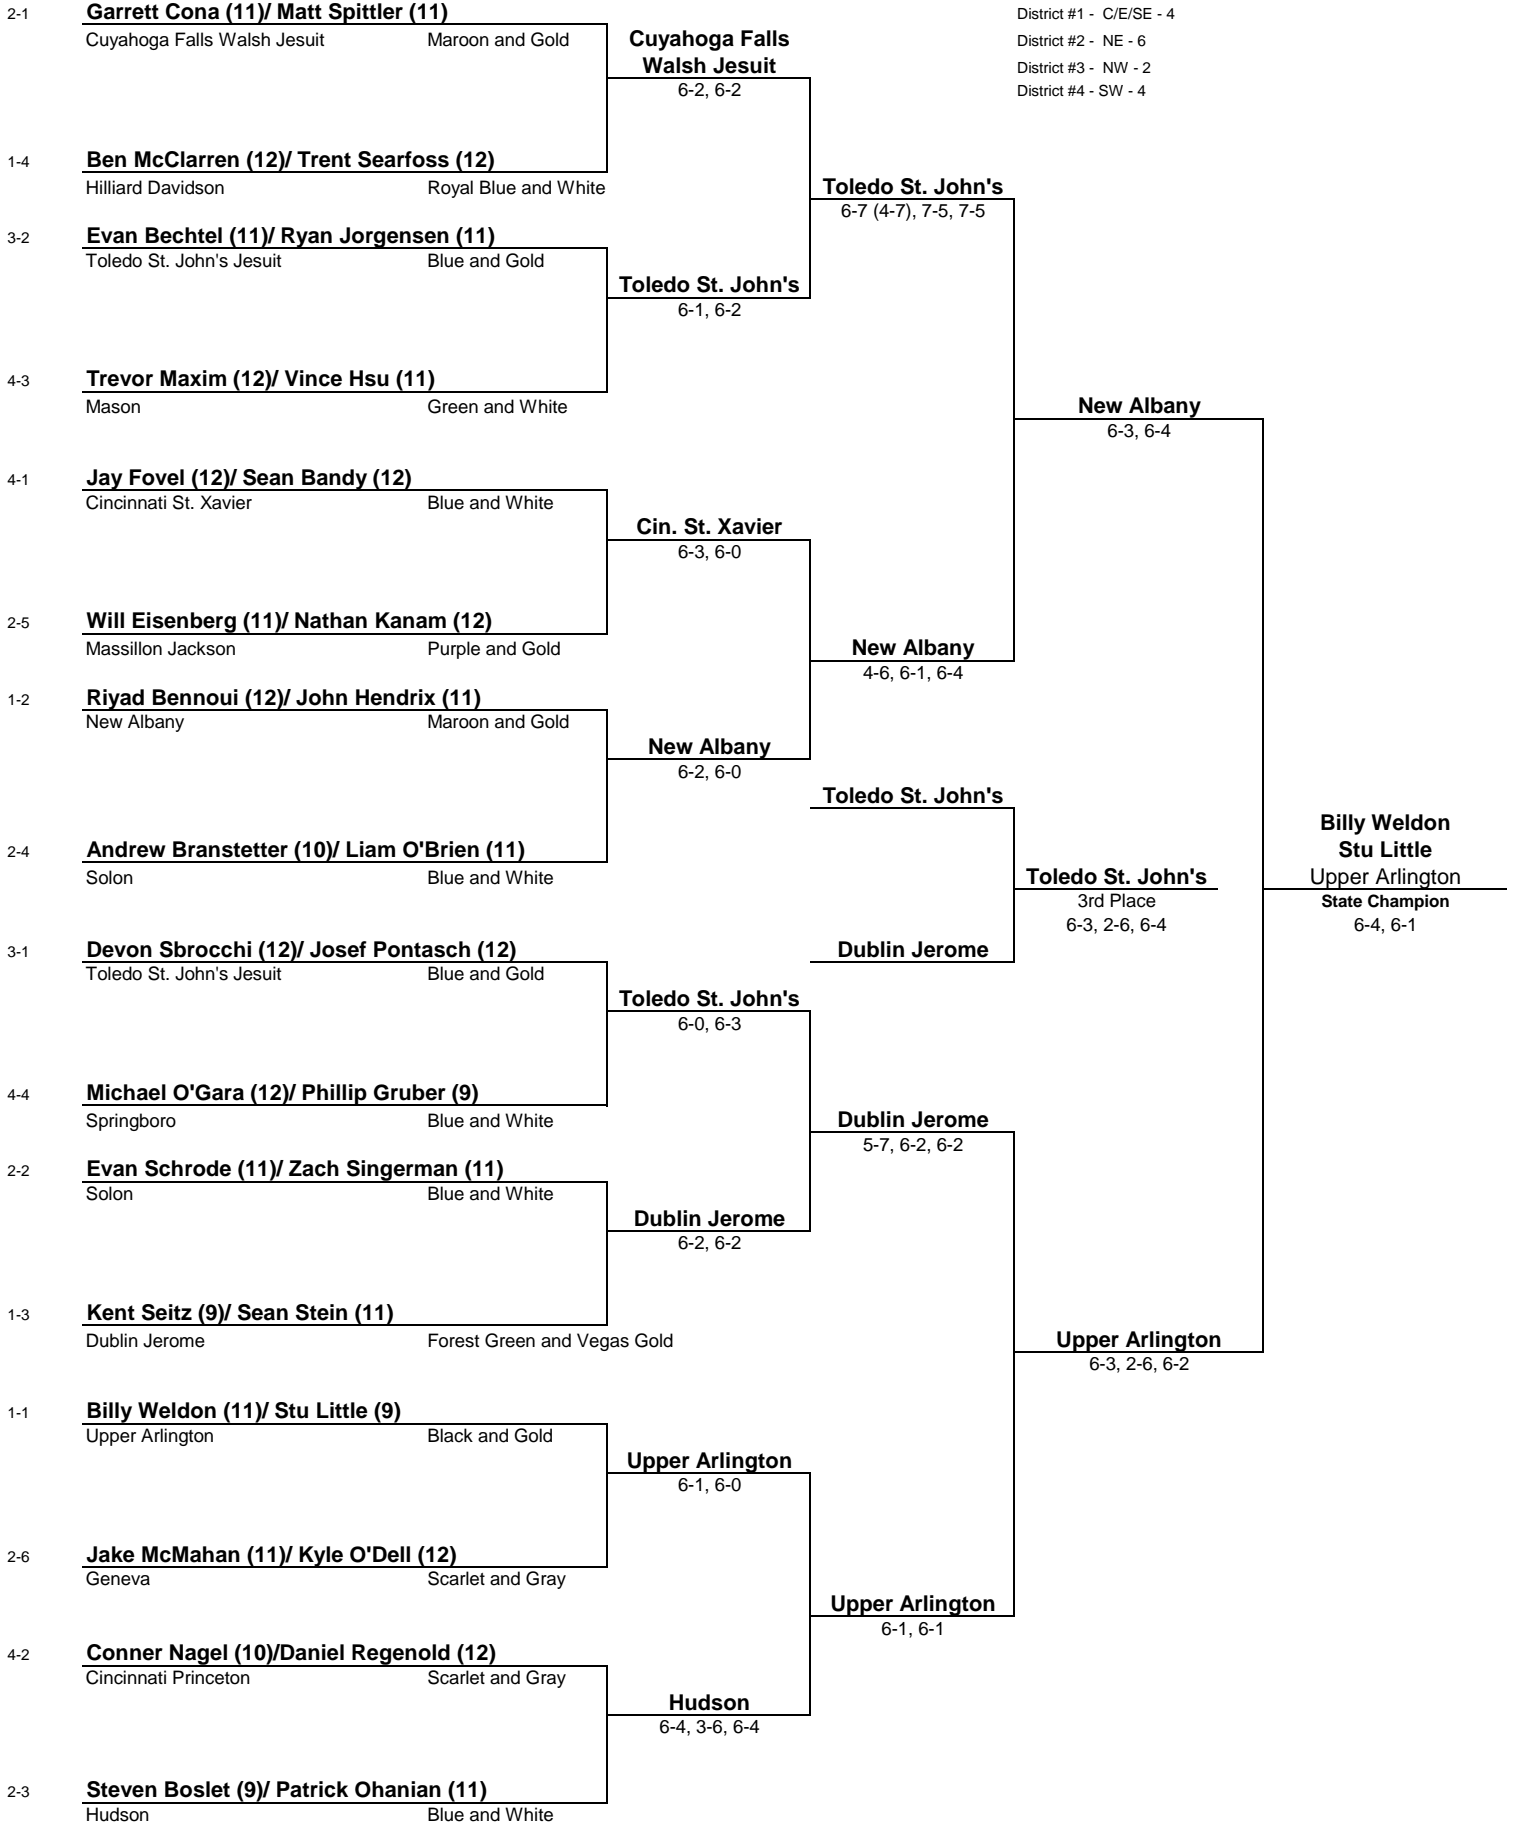 2-1 Garrett Cona (11)/ Matt Spittler (11)
Cuyahoga Falls Walsh Jesuit Maroon and Gold
1-4 Ben McClarren (12)/ Trent Searfoss (12)
Hilliard Davidson Royal Blue and White
3-2 Evan Bechtel (11)/ Ryan Jorgensen (11)
Toledo St. John's Jesuit Blue and Gold
4-3 Trevor Maxim (12)/ Vince Hsu (11)
Mason Green and White
4-1 Jay Fovel (12)/ Sean Bandy (12)
Cincinnati St. Xavier Blue and White
2-5 Will Eisenberg (11)/ Nathan Kanam (12)
Massillon Jackson Purple and Gold
1-2 Riyad Bennoui (12)/ John Hendrix (11)
New Albany Maroon and Gold
2-4 Andrew Branstetter (10)/ Liam O'Brien (11)
Solon Blue and White
3-1 Devon Sbrocchi (12)/ Josef Pontasch (12)
Toledo St. John's Jesuit Blue and Gold
4-4 Michael O'Gara (12)/ Phillip Gruber (9)
Springboro Blue and White
2-2 Evan Schrode (11)/ Zach Singerman (11)
Solon Blue and White
1-3 Kent Seitz (9)/ Sean Stein (11)
Dublin Jerome Forest Green and Vegas Gold
1-1 Billy Weldon (11)/ Stu Little (9)
Upper Arlington Black and Gold
2-6 Jake McMahan (11)/ Kyle O'Dell (12)
Geneva Scarlet and Gray
4-2 Conner Nagel (10)/Daniel Regenold (12)
Cincinnati Princeton Scarlet and Gray
2-3 Steven Boslet (9)/ Patrick Ohanian (11)
Hudson Blue and White
Cuyahoga Falls
Walsh Jesuit
6-2, 6-2
Toledo St. John's
6-1, 6-2
Cin. St. Xavier
6-3, 6-0
New Albany
6-2, 6-0
Toledo St. John's
6-0, 6-3
Dublin Jerome
6-2, 6-2
Upper Arlington
6-1, 6-0
Hudson
6-4, 3-6, 6-4
Toledo St. John's
6-7 (4-7), 7-5, 7-5
New Albany
4-6, 6-1, 6-4
Toledo St. John's
Dublin Jerome
Dublin Jerome
5-7, 6-2, 6-2
Upper Arlington
6-1, 6-1
District #1 - C/E/SE - 4
District #2 - NE - 6
District #3 - NW - 2
District #4 - SW - 4
New Albany
6-3, 6-4
Toledo St. John's
3rd Place
6-3, 2-6, 6-4
Upper Arlington
6-3, 2-6, 6-2
Billy Weldon
Stu Little
Upper Arlington
State Champion
6-4, 6-1